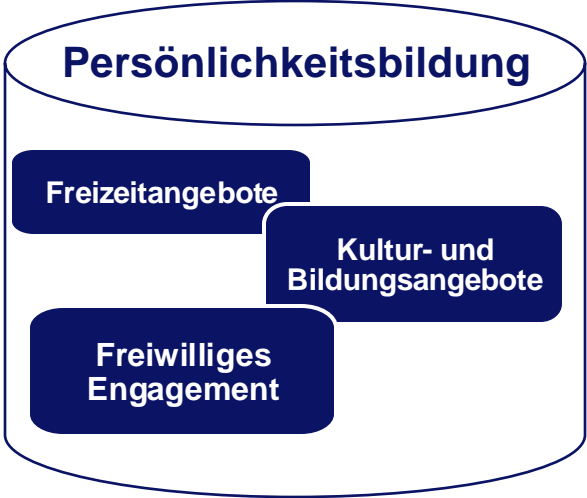 Persönlichkeitsbildung
Freizeitangebote
Kultur- und
Bildungsangebote
Freiwilliges
Engagement